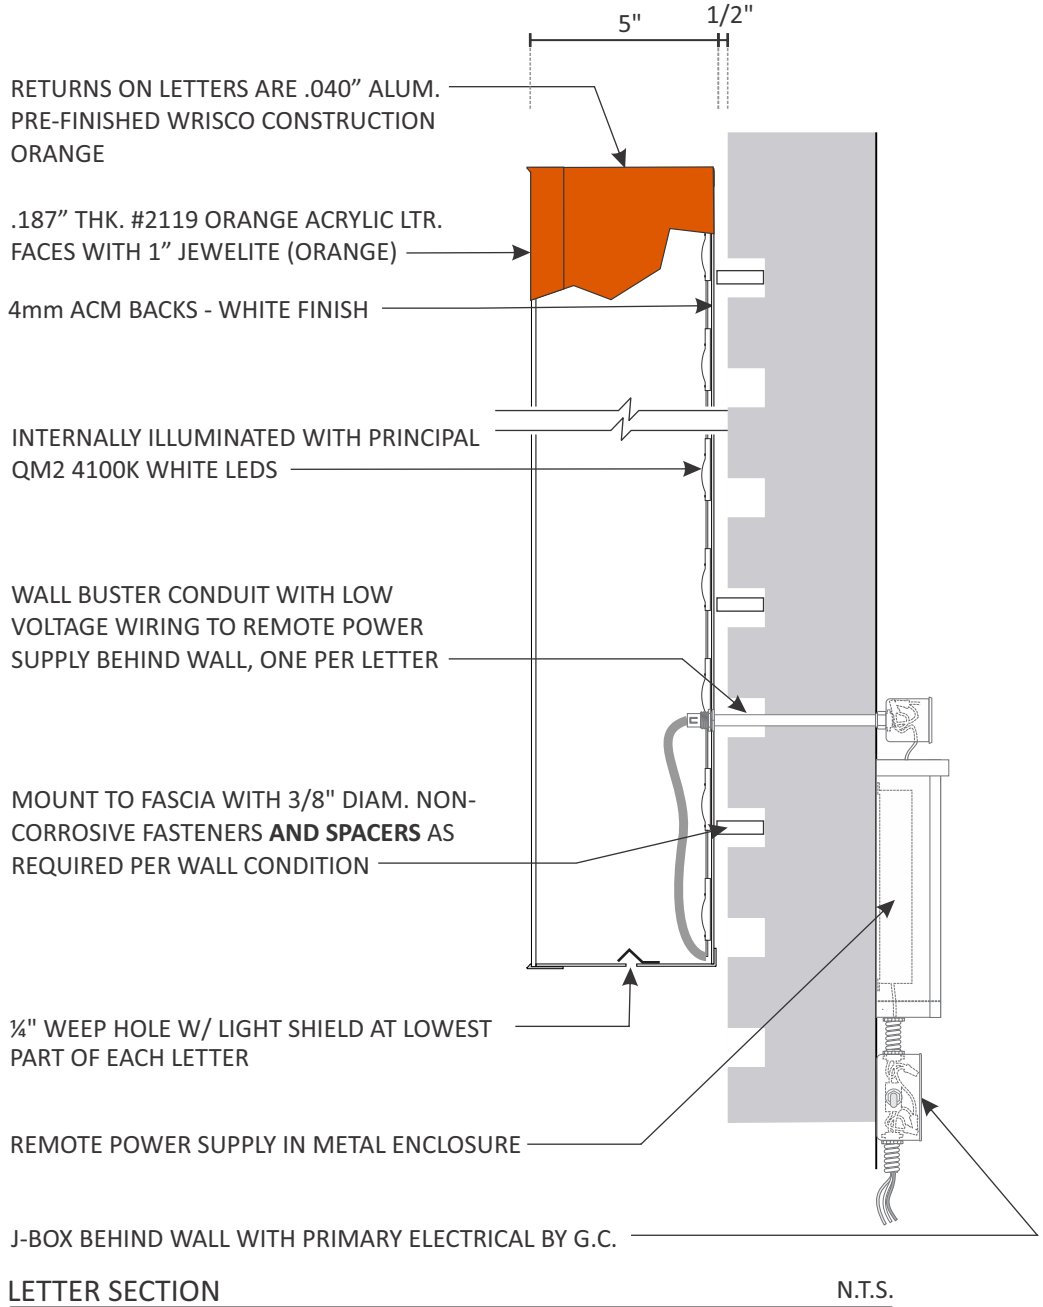 5"
1/2"
RETURNS ON LETTERS ARE .040” ALUM.
PRE-FINISHED WRISCO CONSTRUCTION
ORANGE
.187” THK. #2119 ORANGE ACRYLIC LTR.
FACES WITH 1” JEWELITE (ORANGE)
4mm ACM BACKS - WHITE FINISH
INTERNALLY ILLUMINATED WITH PRINCIPAL
QM2 4100K WHITE LEDS
WALL BUSTER CONDUIT WITH LOW
VOLTAGE WIRING TO REMOTE POWER
SUPPLY BEHIND WALL, ONE PER LETTER
MOUNT TO FASCIA WITH 3/8" DIAM. NON-
CORROSIVE FASTENERS AND SPACERS AS
REQUIRED PER WALL CONDITION
¼" WEEP HOLE W/ LIGHT SHIELD AT LOWEST
PART OF EACH LETTER
REMOTE POWER SUPPLY IN METAL ENCLOSURE
J-BOX BEHIND WALL WITH PRIMARY ELECTRICAL BY G.C.
LETTER SECTION
N.T.S.